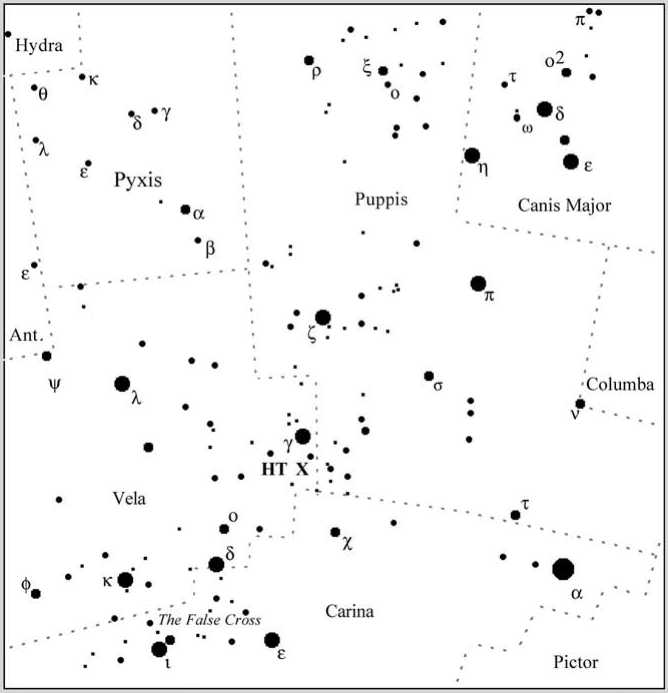 π
Hydra
ο2
ρ
ξ
κ
τ
θ
ο
δ
γ
δ
ω
λ
ε
η
ε
Pyxis
Puppis
Canis Major
α
β
ε
π
Ant.
ζ
ψ
λ
σ
Columba
ν
γ
HT X
Vela
ο
τ
χ
δ
κ
φ
α
Carina
The False Cross
ι
ε
Pictor